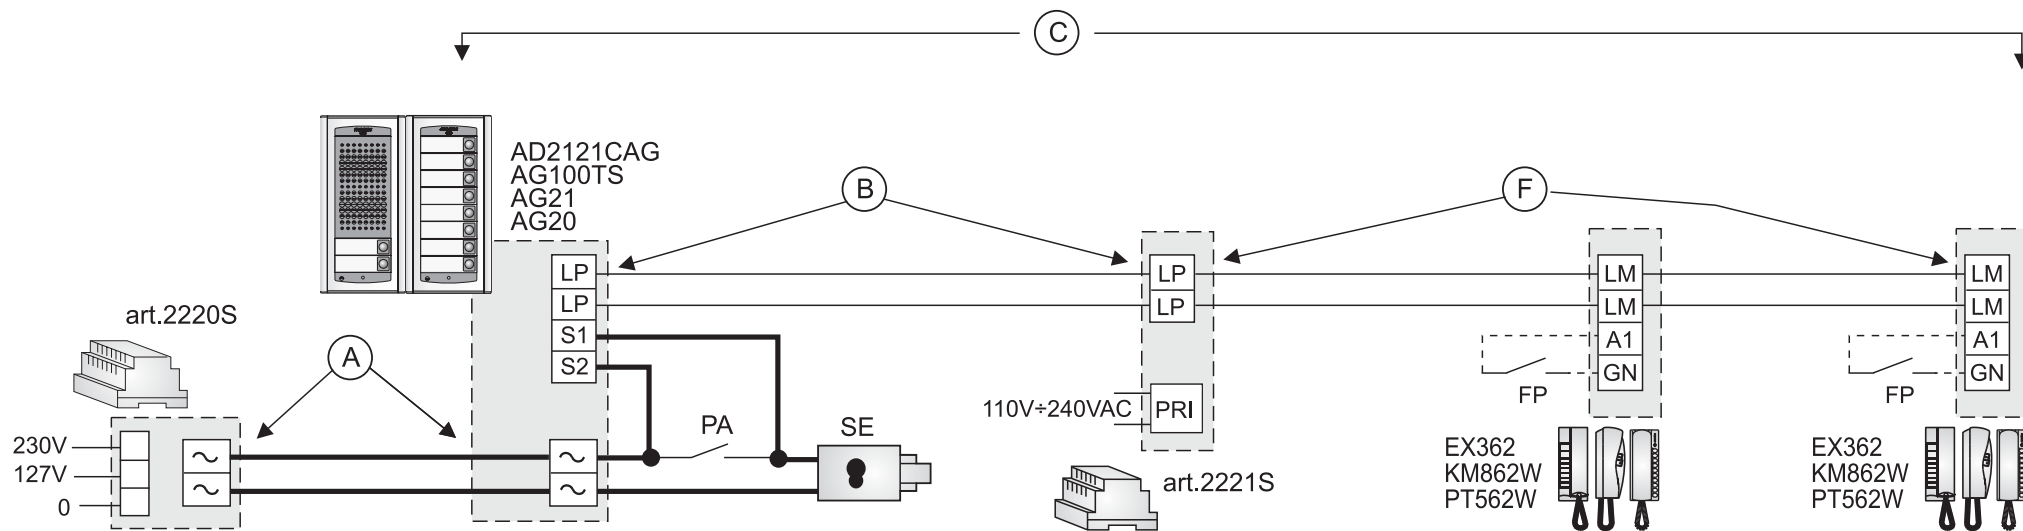 C
AD2121CAG
AG100TS
AG21
AG20
B
F
LP
LP
S1
S2
LP
LP
LM
LM
A1
GN
LM
LM
A1
GN
art.2220S
A
FP
FP
110V÷240VAC
PRI
PA
SE
230V
127V
0
~
~
~
~
art.2221S
EX362
KM862W
PT562W
EX362
KM862W
PT562W